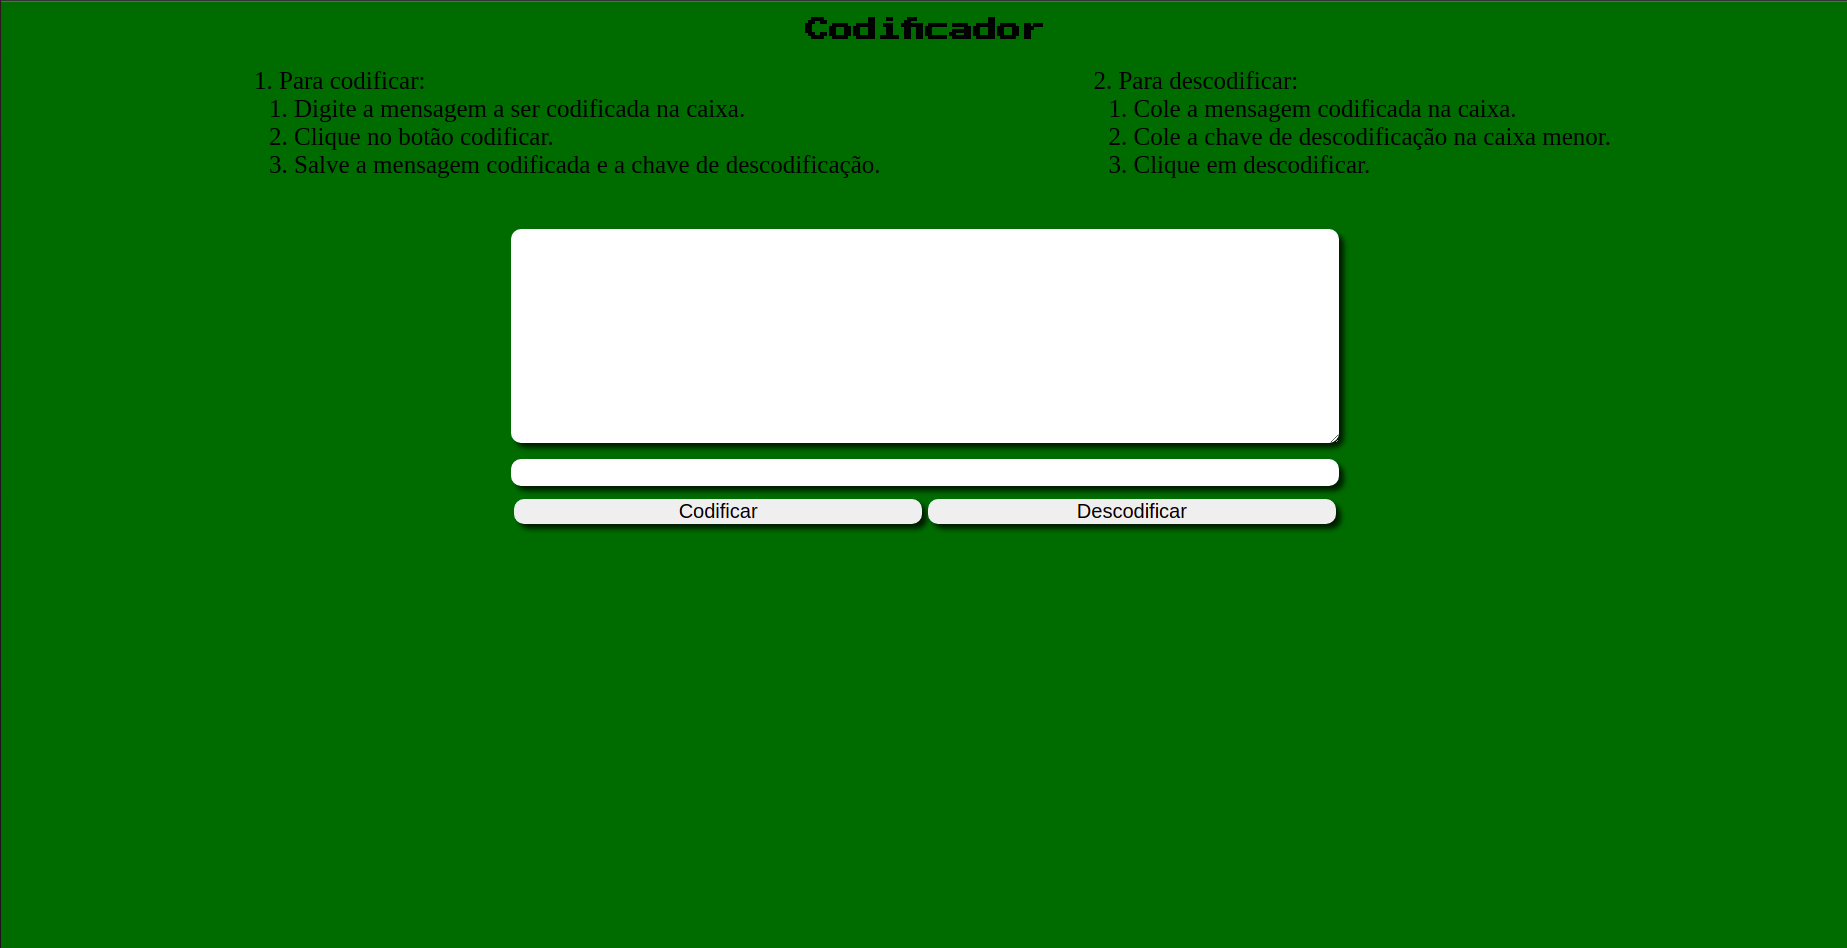 Codificador
1. Para codificar:
1. Digite a mensagem a ser codificada na caixa.
2. Clique no botão codificar.
3. Salve a mensagem codificada e a chave de descodificação.
2. Para descodificar:
1. Cole a mensagem codificada na caixa.
2. Cole a chave de descodificação na caixa menor.
3. Clique em descodificar.
Codificar
Descodificar